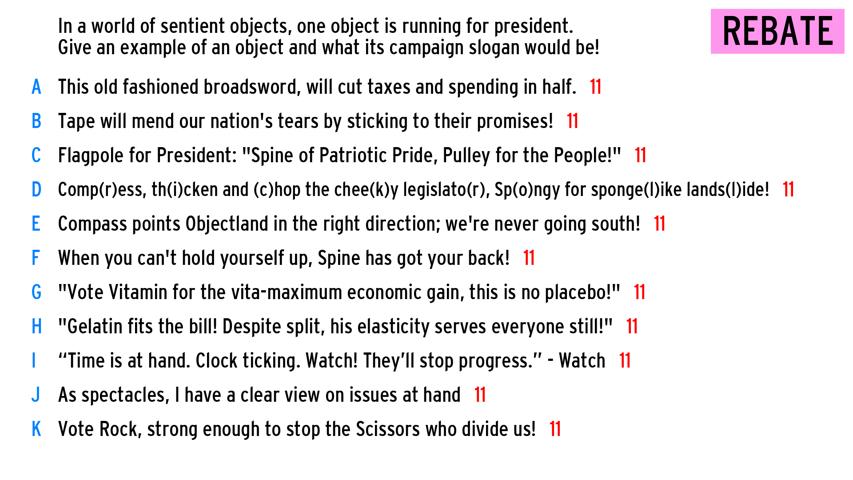 In a world of sentient objects, one object is running for president.
Give an example of an object and what its campaign slogan would be!
REBATE
A This old fashioned broadsword, will cut taxes and spending in half. 11
B Tape will mend our nation's tears by sticking to their promises! 11
C Flagpole for President: "Spine of Patriotic Pride, Pulley for the People!" 11
D Comp(r)ess, th(i)cken and (c)hop the chee(k)y legislato(r), Sp(o)ngy for sponge(l)ike lands(l)ide! 11
E Compass points Objectland in the right direction; we're never going south! 11
F When you can't hold yourself up, Spine has got your back! 11
G "Vote Vitamin for the vita-maximum economic gain, this is no placebo!" 11
H "Gelatin fits the bill! Despite split, his elasticity serves everyone still!" 11
I “Time is at hand. Clock ticking. Watch! They’ll stop progress.” - Watch 11
J As spectacles, I have a clear view on issues at hand 11
K Vote Rock, strong enough to stop the Scissors who divide us! 11